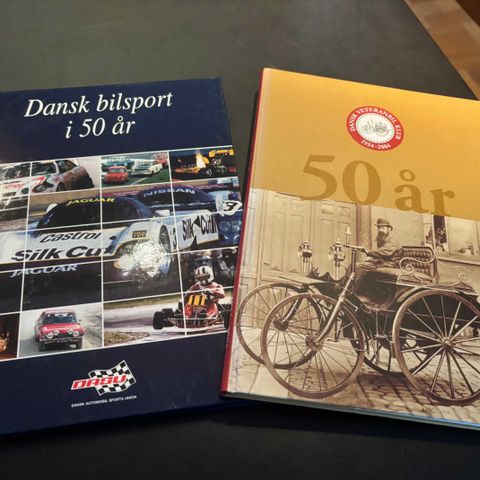 Dansk bilsport
i 50 år
JAGUAR
NISSAN
Castrol
Silk Cut
JAGUAR
DASU
DANSK AUTOMOBIL SPORTS UNION
DANSK VETERANBIL KLUB
1954-2004
50 år